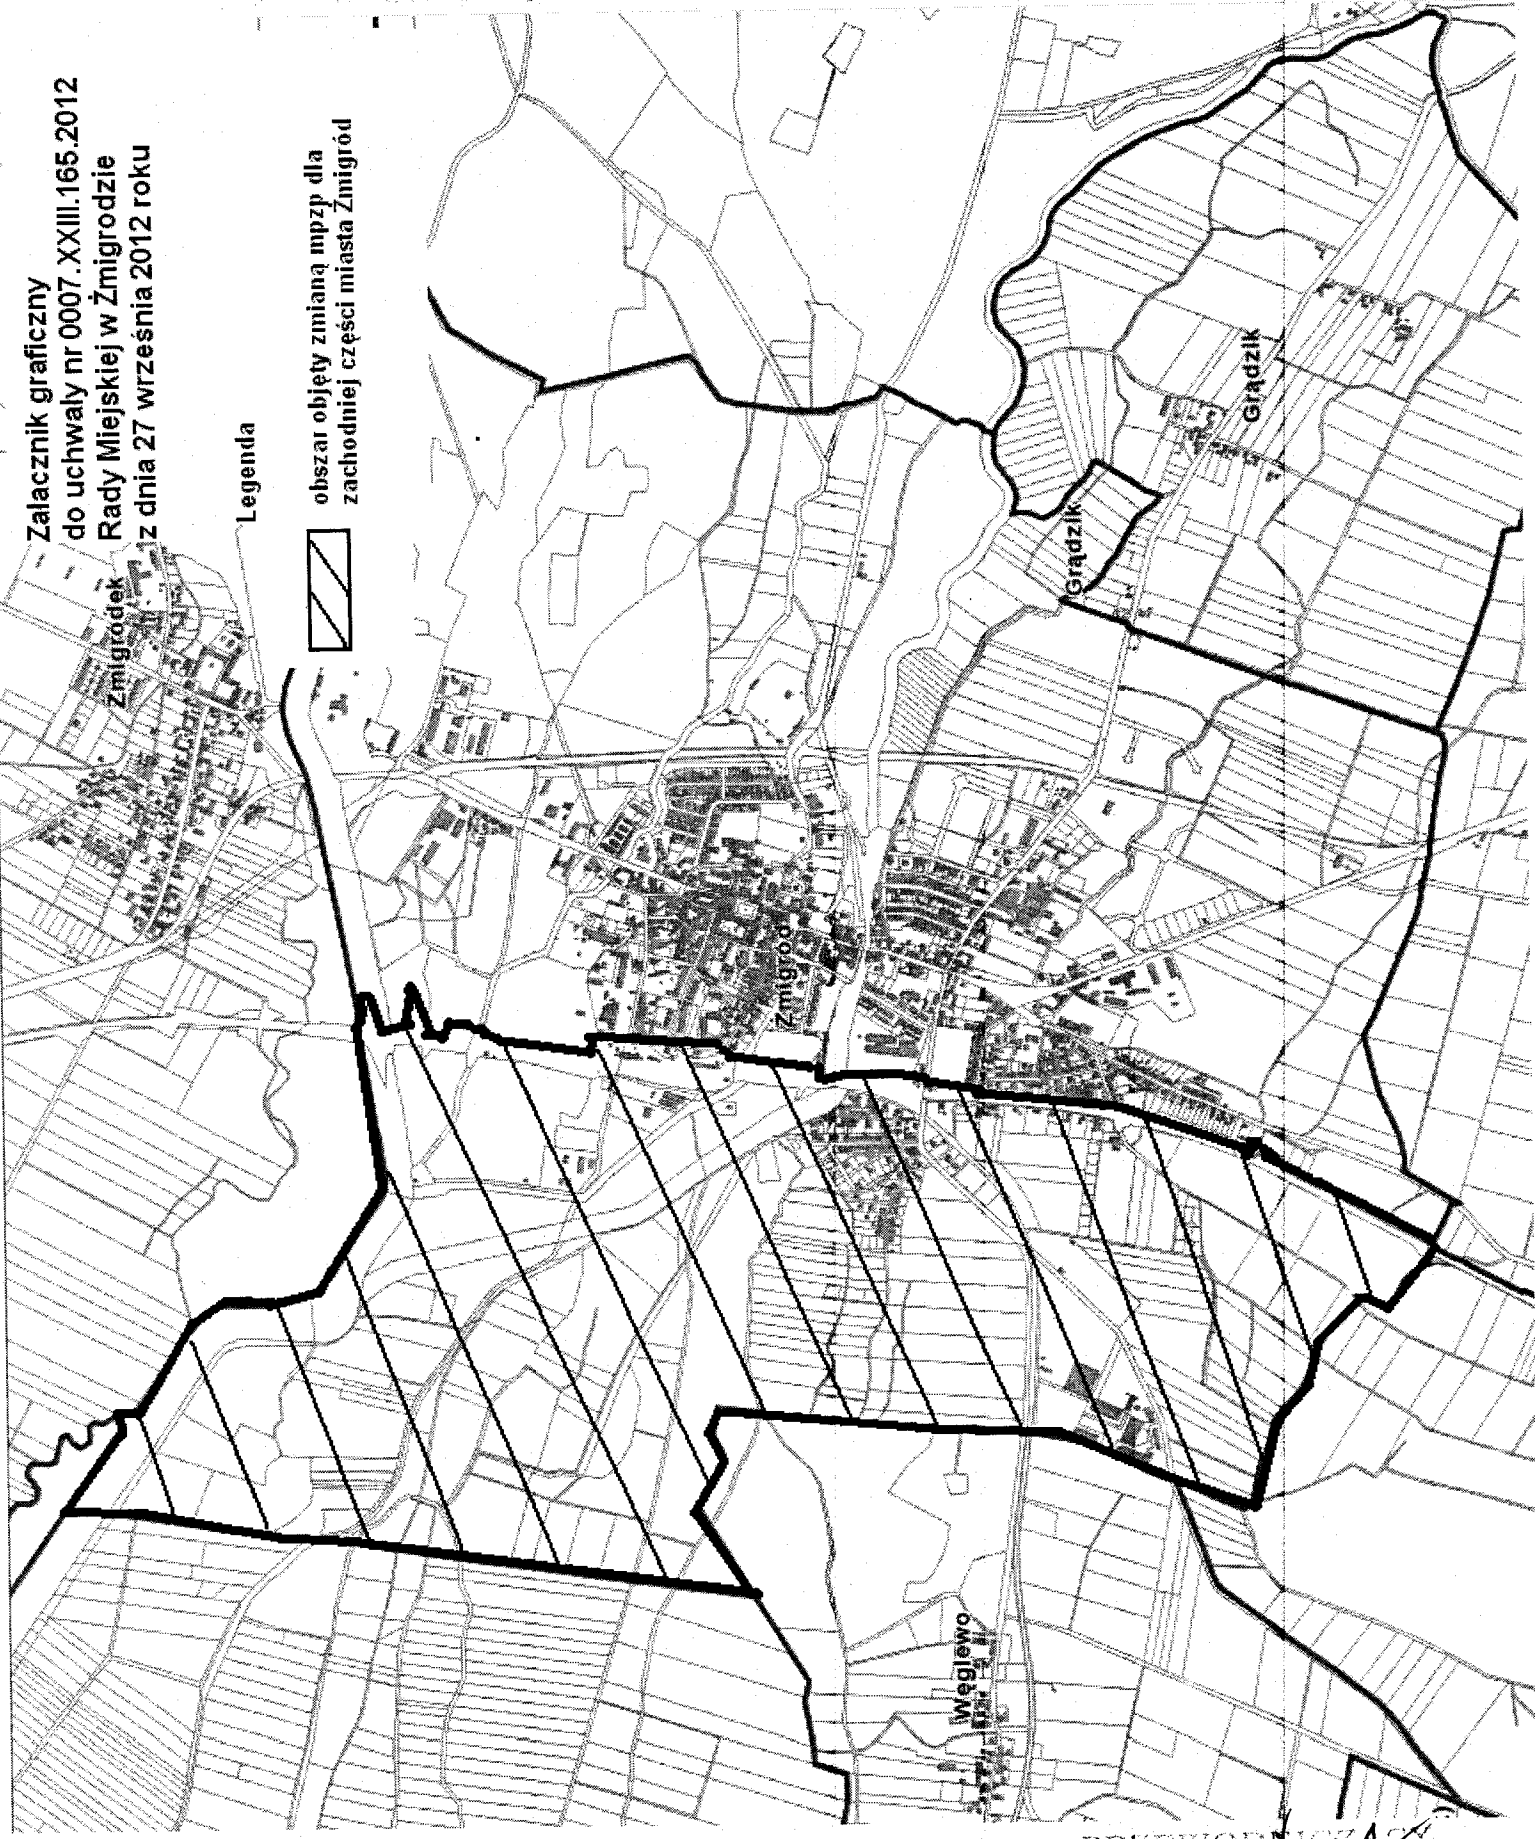 Załacznik graficzny
do uchwały nr 0007.XXIII.165.2012
Rady Miejskiej w Żmigrodzie
z dnia 27 września 2012 roku
Legenda
obszar objęty zmianą mpzp dla
zachodniej części miasta Żmigród
Żmigródek
Żmigród
Grądzik
Grądzik
Węglewo